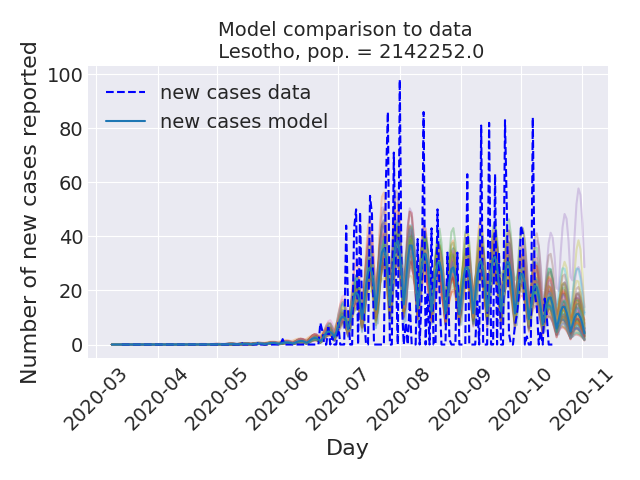 Model comparison to data
Lesotho, pop. = 2142252.0
Number of new cases reported
100
80
60
40
20
0
new cases data
new cases model
2020-03
2020-04
2020-05
2020-06
2020-07
2020-08
2020-09
2020-10
2020-11
Day